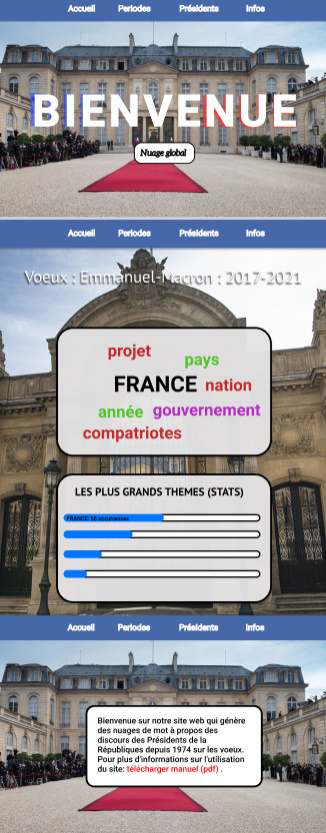 Accueil Periodes Présidents Infos
BIENVENUE
Nuage global
Accueil Periodes Présidents Infos
Voeux : Emmanuel-Macron : 2017-2021
projet
pays
FRANCE nation
année gouvernement
compatriotes
LES PLUS GRANDS THEMES (STATS)
FRANCE: 56 occurrences
Accueil Periodes Présidents Infos
Bienvenue sur notre site web qui génère
des nuages de mot à propos des
discours des Présidents de la
Républiques depuis 1974 sur les voeux.
Pour plus d'informations sur l'utilisation
du site: télécharger manuel (pdf) .